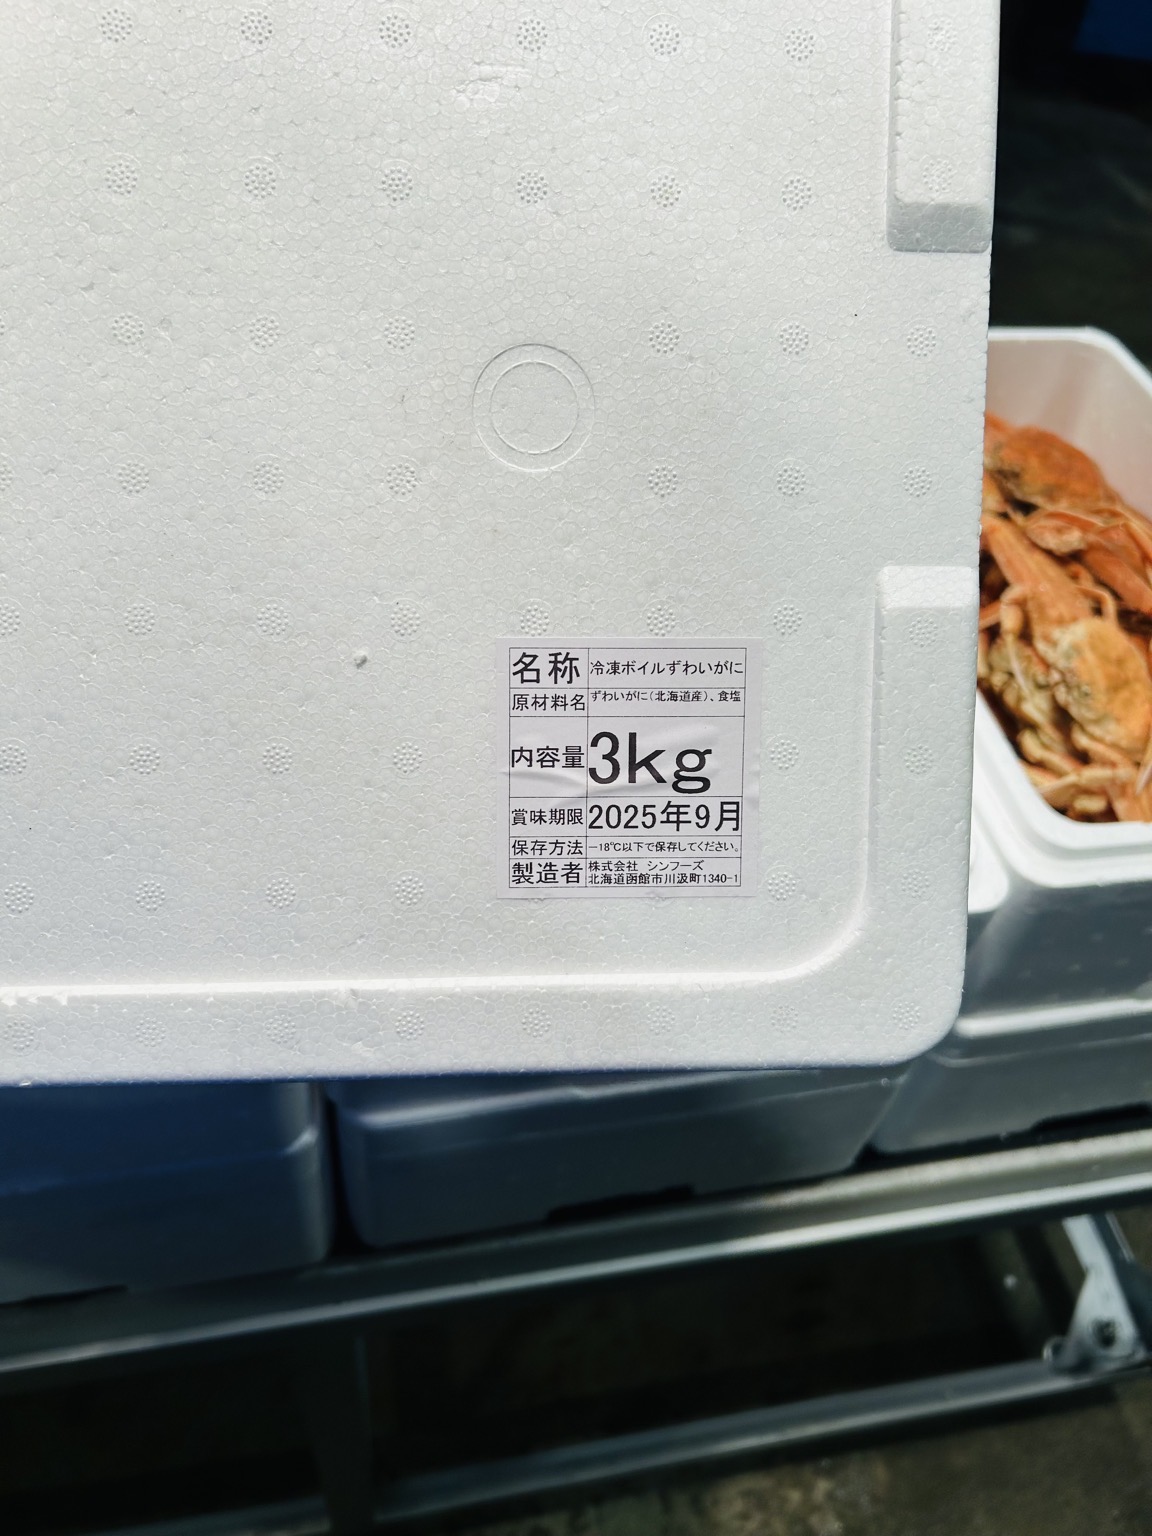 名称 冷凍ボイルずわいがに
原材料名 ずわいがに(北海道産)、食塩
内容量 3kg
賞味期限 2025年9月
保存方法 −18℃以下で保存してください。
製造者 株式会社 シンフーズ
北海道函館市川汲町1340-1